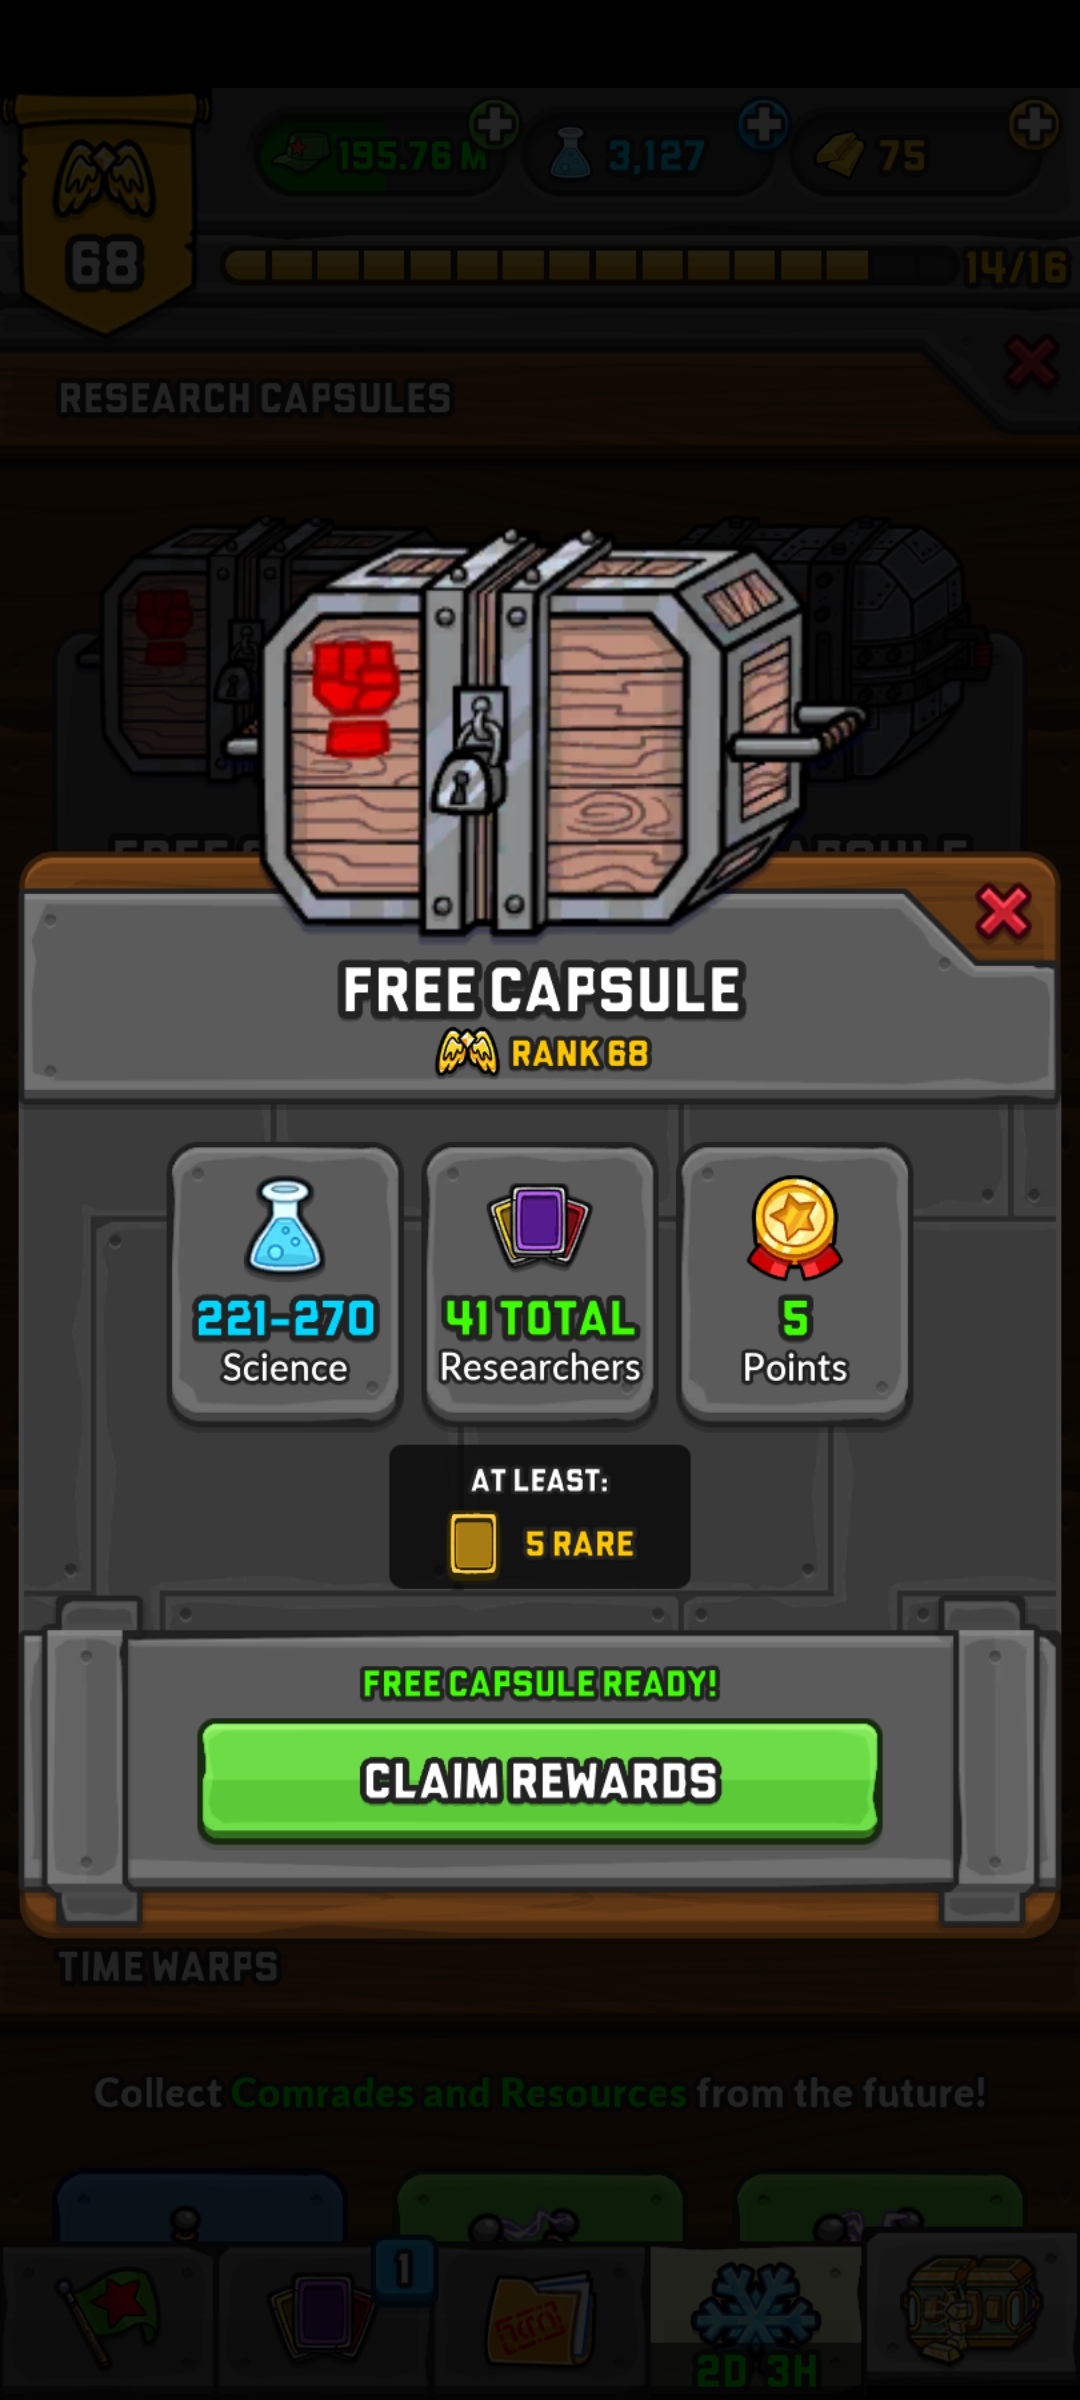 195.76 M
3,127
75
68
14/16
RESEARCH CAPSULES
FREE CAPSULE
RANK 68
221-270
Science
41 TOTAL
Researchers
5
Points
AT LEAST:
5 RARE
FREE CAPSULE READY!
CLAIM REWARDS
TIME WARPS
Collect Comrades and Resources from the future!
1
2D 3H